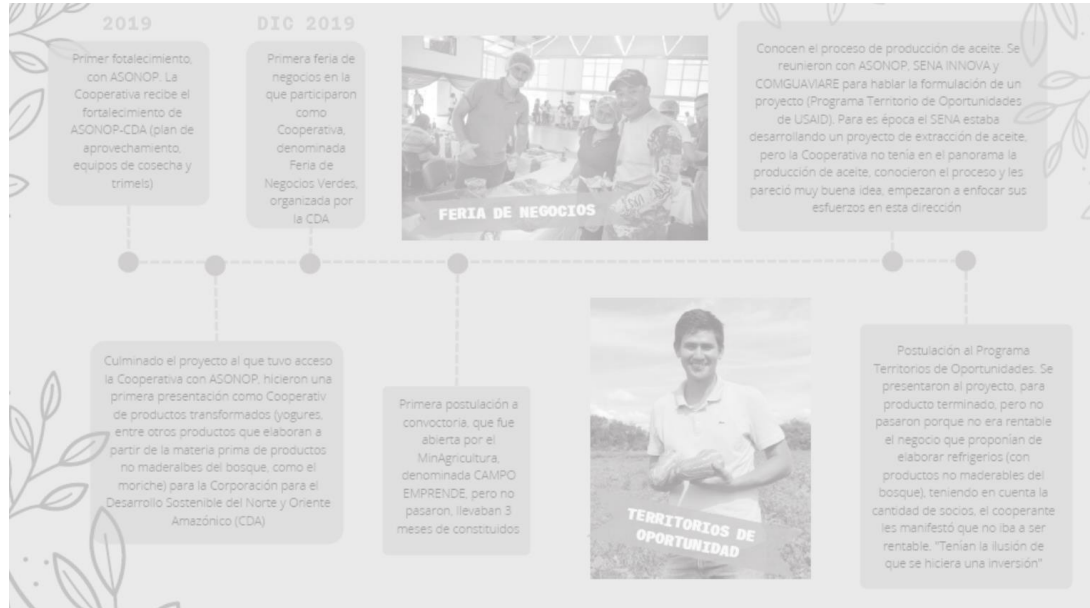 2019
Primer fotalecimiento,
con ASONOP. La
Cooperativa recibe el
fortalecimiento de
ASONOP-CDA (plan de
aprovechamiento,
equipos de cosecha y
trimels)
DIC 2019
Primera feria de
negocios en la
que participaron
como
Cooperativa,
denominada
Feria de
Negocios Verdes,
organizada por
la CDA
FERIA DE NEGOCIOS
Conocen el proceso de producción de aceite. Se
reunieron con ASONOP, SENA INNOVA y
COMGUAVIARE para hablar la formulación de un
proyecto (Programa Territorio de Oportunidades
de USAID). Para es época el SENA estaba
desarrollando un proyecto de extracción de aceite,
pero la Cooperativa no tenía en el panorama la
producción de aceite, conocieron el proceso y les
pareció muy buena idea, empezaron a enfocar sus
esfuerzos en esta dirección
Culminado el proyecto al que tuvo acceso
la Cooperativa con ASONOP, hicieron una
primera presentación como Cooperativ
de productos transformados (yogures,
entre otros productos que elaboran a
partir de la materia prima de productos
no maderalbes del bosque, como el
moriche) para la Corporación para el
Desarrollo Sostenible del Norte y Oriente
Amazónico (CDA)
Primera postulación a
convoctoria, que fue
abierta por el
MinAgricultura,
denominada CAMPO
EMPRENDE, pero no
pasaron, llevaban 3
meses de constituidos
TERRITORIOS DE
OPORTUNIDAD
Postulación al Programa
Territorios de Oportunidades. Se
presentaron al proyecto, para
producto terminado, pero no
pasaron porque no era rentable
el negocio que proponían de
elaborar refrigerios (con
productos no maderables del
bosque), teniendo en cuenta la
cantidad de socios, el cooperante
les manifestó que no iba a ser
rentable. "Tenían la ilusión de
que se hiciera una inversión"